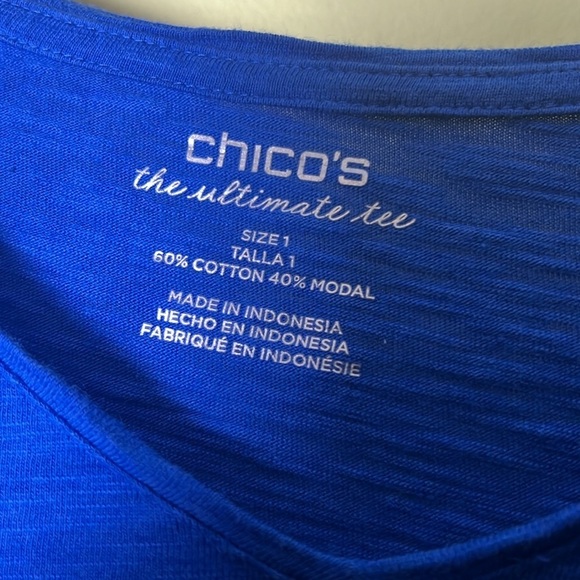 chico's
the ultimate tee
SIZE 1
TALLA 1
60% COTTON 40% MODAL
MADE IN INDONESIA
HECHO EN INDONESIA
FABRIQUÉ EN INDONÉSIE